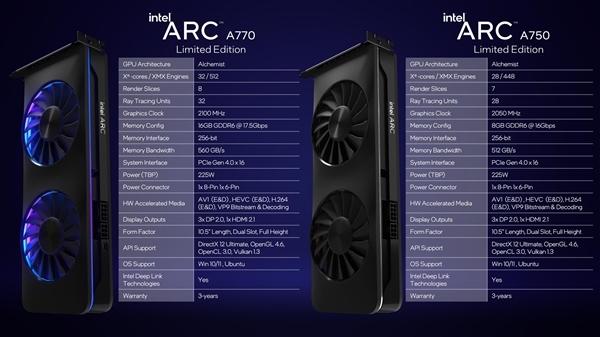 intel
ARC™ A770
Limited Edition
GPU Architecture Alchemist
Xe-cores / XMX Engines 32 / 512
Render Slices 8
Ray Tracing Units 32
Graphics Clock 2100 MHz
Memory Config 16GB GDDR6 @ 17.5Gbps
Memory Interface 256-bit
Memory Bandwidth 560 GB/s
System Interface PCIe Gen 4.0 x 16
Power (TBP) 225W
Power Connector 1x 8-Pin 1x 6-Pin
HW Accelerated Media AV1 (E&D), HEVC (E&D), H.264
(E&D), VP9 Bitstream & Decoding
Display Outputs 3x DP 2.0, 1x HDMI 2.1
Form Factor 10.5" Length, Dual Slot, Full Height
API Support DirectX 12 Ultimate, OpenGL 4.6,
OpenCL 3.0, Vulkan 1.3
OS Support Win 10/11, Ubuntu
Intel Deep Link
Technologies Yes
Warranty 3-years
intel ARC
intel
ARC™ A750
Limited Edition
GPU Architecture Alchemist
Xe-cores / XMX Engines 28 / 448
Render Slices 7
Ray Tracing Units 28
Graphics Clock 2050 MHz
Memory Config 8GB GDDR6 @ 16Gbps
Memory Interface 256-bit
Memory Bandwidth 512 GB/s
System Interface PCIe Gen 4.0 x 16
Power (TBP) 225W
Power Connector 1x 8-Pin 1x 6-Pin
HW Accelerated Media AV1 (E&D), HEVC (E&D), H.264
(E&D), VP9 Bitstream & Decoding
Display Outputs 3x DP 2.0, 1x HDMI 2.1
Form Factor 10.5" Length, Dual Slot, Full Height
API Support DirectX 12 Ultimate, OpenGL 4.6,
OpenCL 3.0, Vulkan 1.3
OS Support Win 10/11, Ubuntu
Intel Deep Link
Technologies Yes
Warranty 3-years
intel ARC